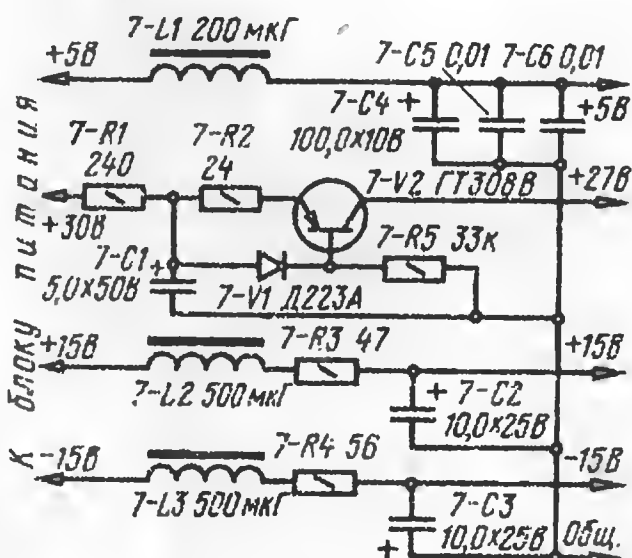 7-L1 200 мкГ
+5В
7-C5 0,01 7-C6 0,01
7-C4 +
100,0×10В
+5В
7-R1
240
7-R2
24
7-V2 ГТ308В
+27В
+30В
7-C1 +
5,0×50В
7-V1 Д223А
7-R5 33к
+15В
7-L2 500 мкГ
7-R3 47
+15В
+ 7-C2
10,0×25В
-15В
7-L3 500 мкГ
7-R4 56
-15В
7-C3
10,0×25В
+
Общ.
К блоку питания